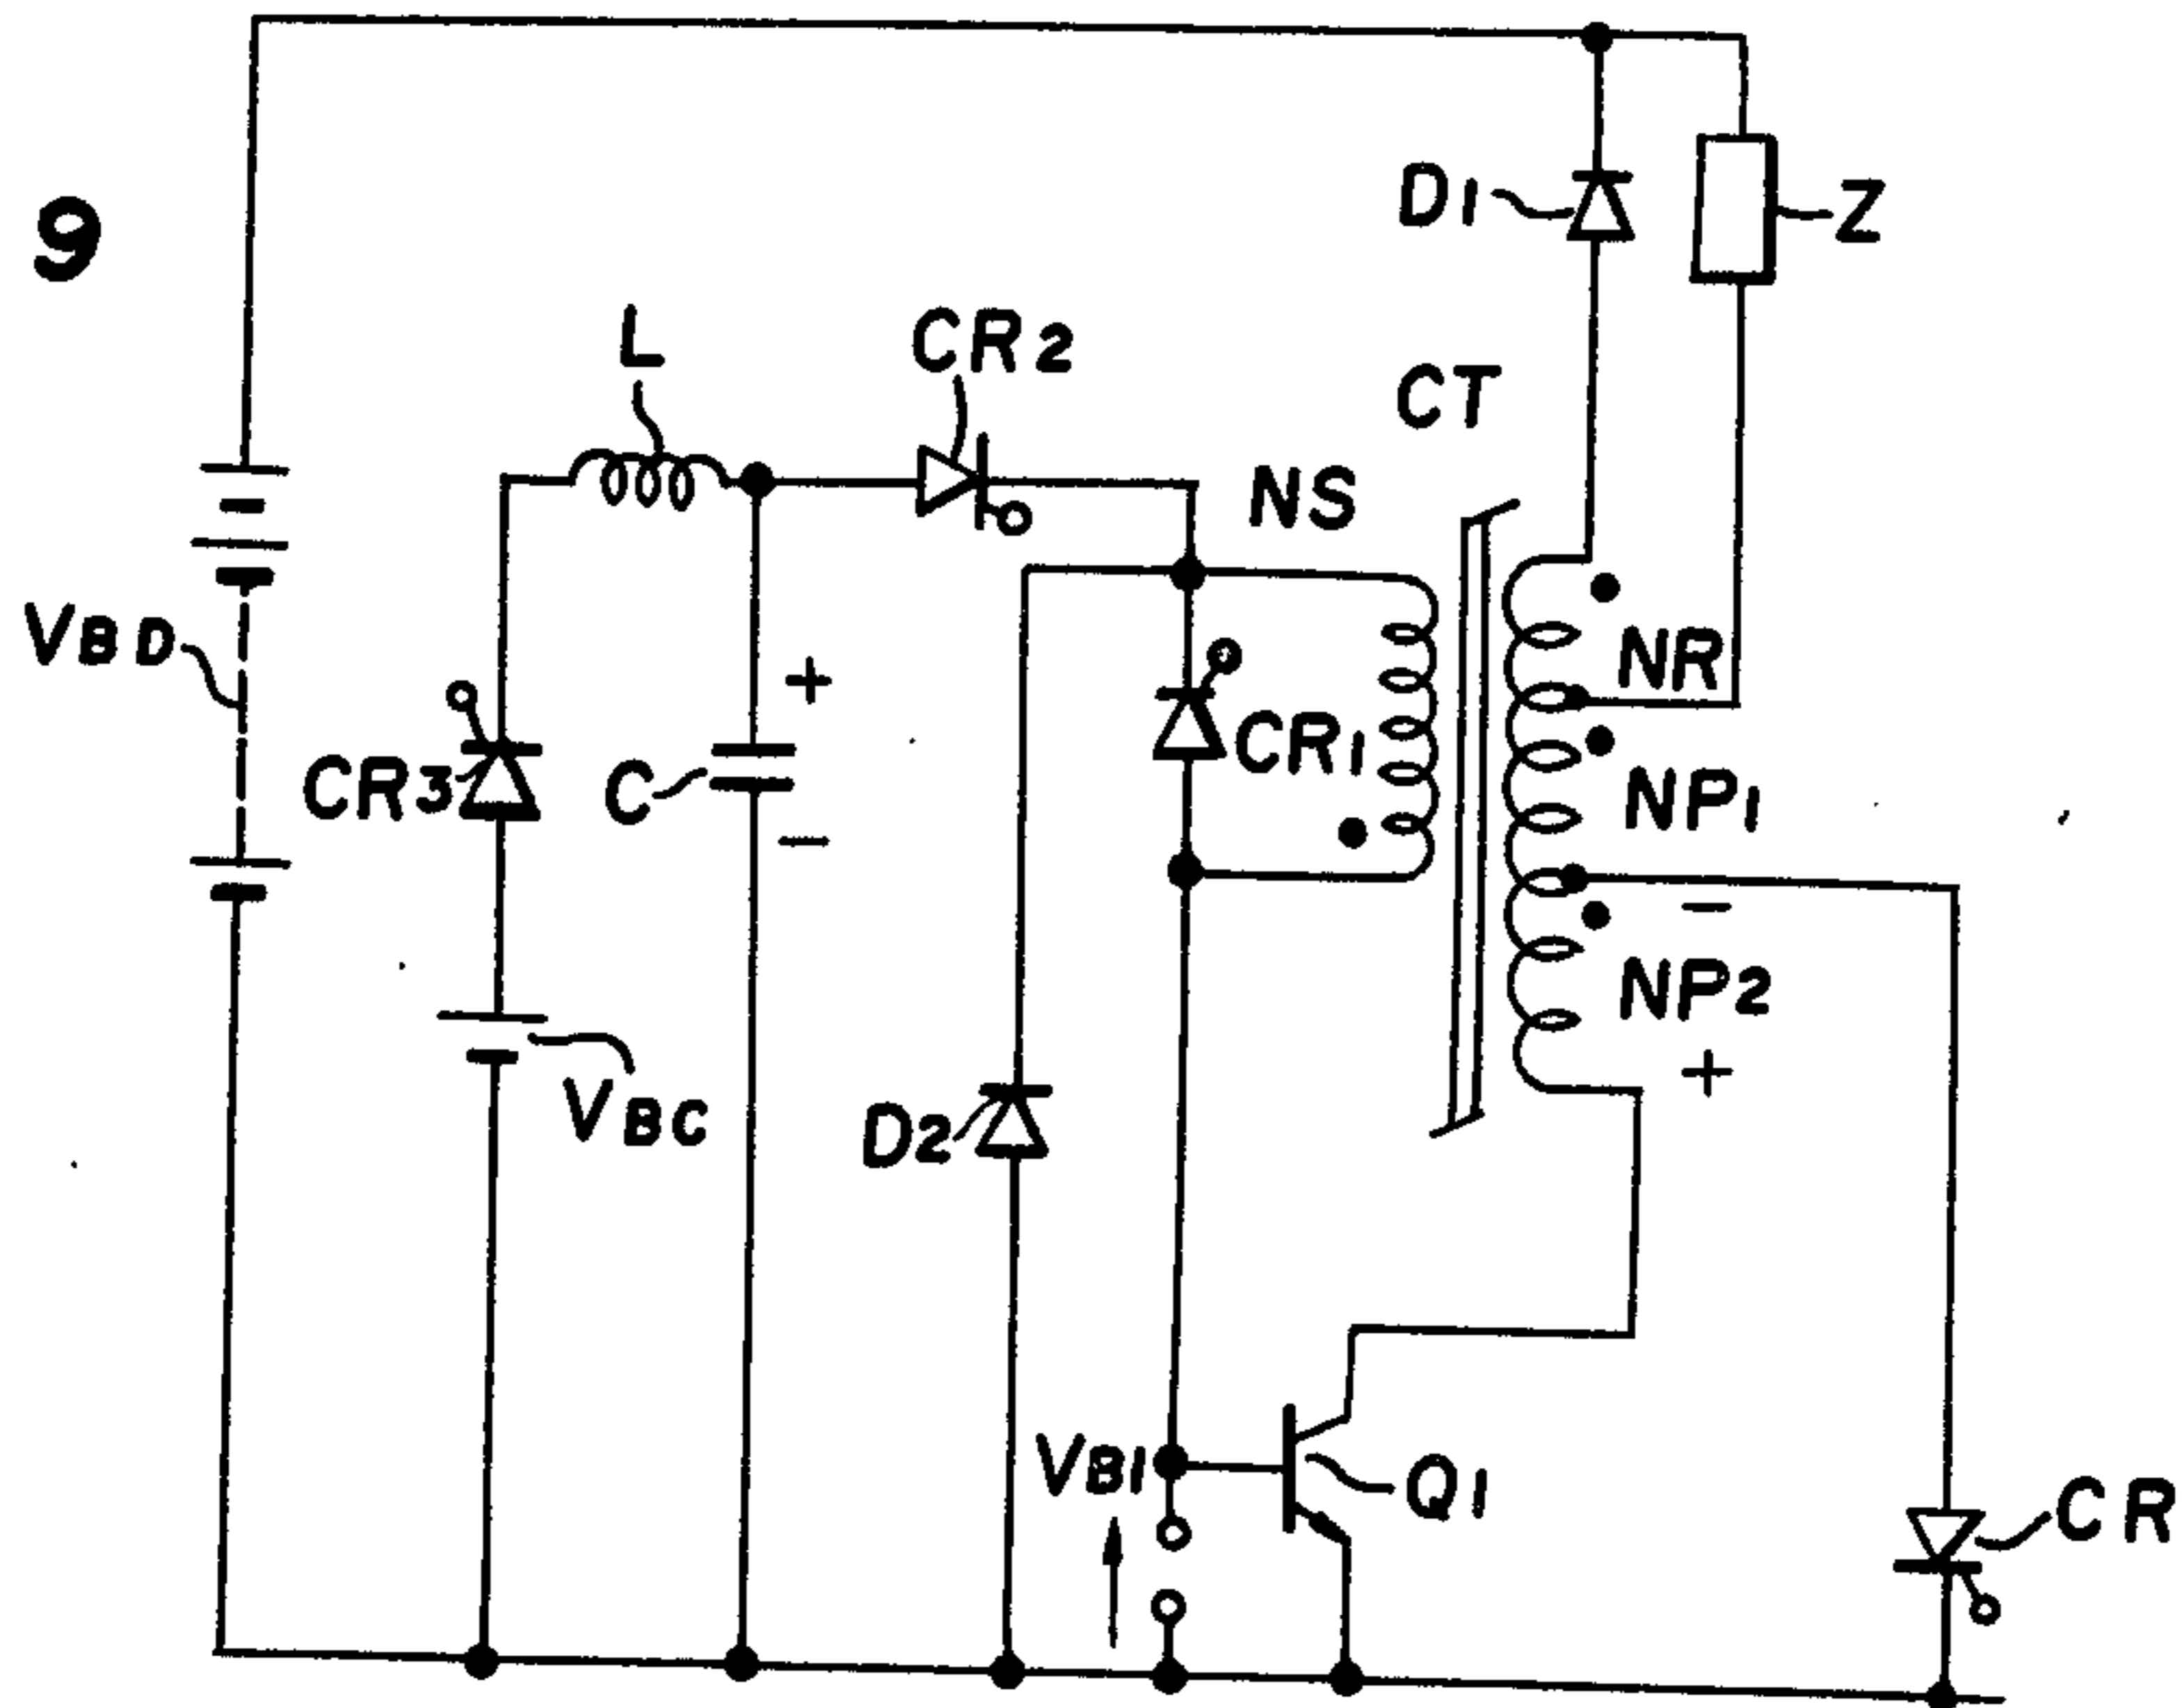 9
D1
Z
L
CR2
CT
NS
NR
VBD
+
CR3
C
CR1
NP1
−
−
NP2
+
VBC
D2
VB1
Q1
CR